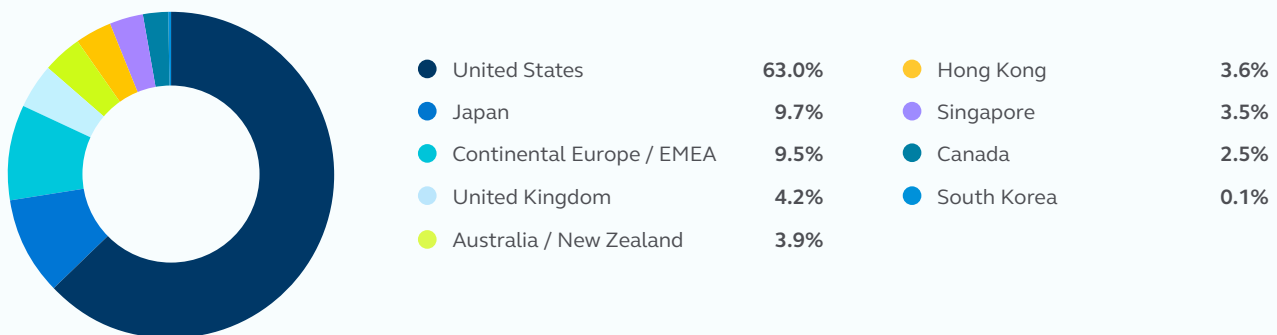 United States 63.0%
Japan 9.7%
Continental Europe / EMEA 9.5%
United Kingdom 4.2%
Australia / New Zealand 3.9%
Hong Kong 3.6%
Singapore 3.5%
Canada 2.5%
South Korea 0.1%